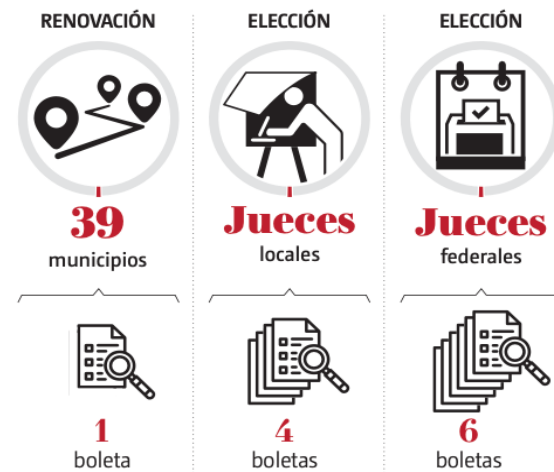 RENOVACIÓN
39
municipios
1
boleta
ELECCIÓN
Jueces
locales
4
boletas
ELECCIÓN
Jueces
federales
6
boletas